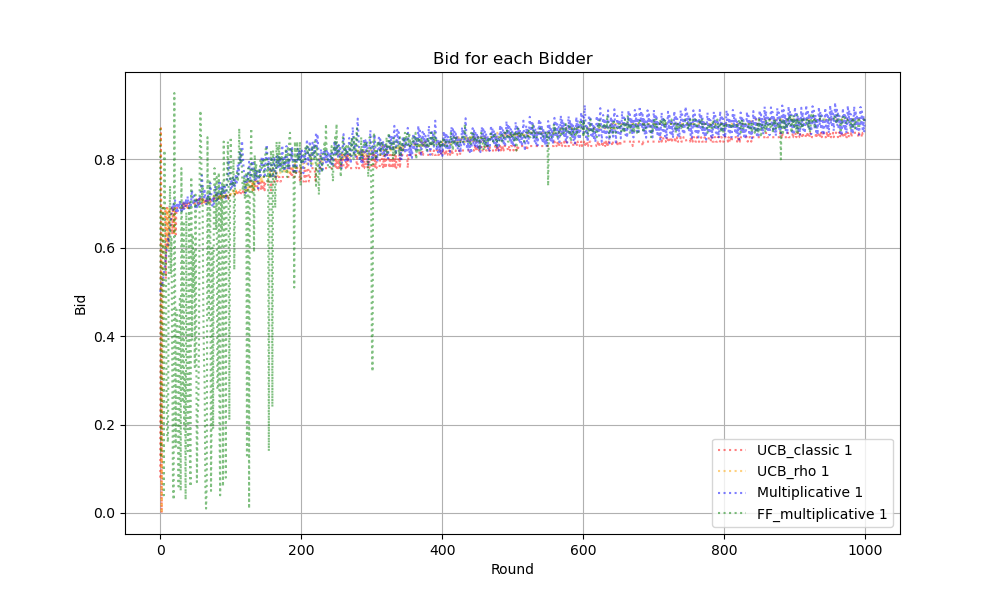 Bid for each Bidder
Bid
0.8
0.6
0.4
0.2
0.0
0 200 400 600 800 1000
Round
UCB_classic 1
UCB_rho 1
Multiplicative 1
FF_multiplicative 1